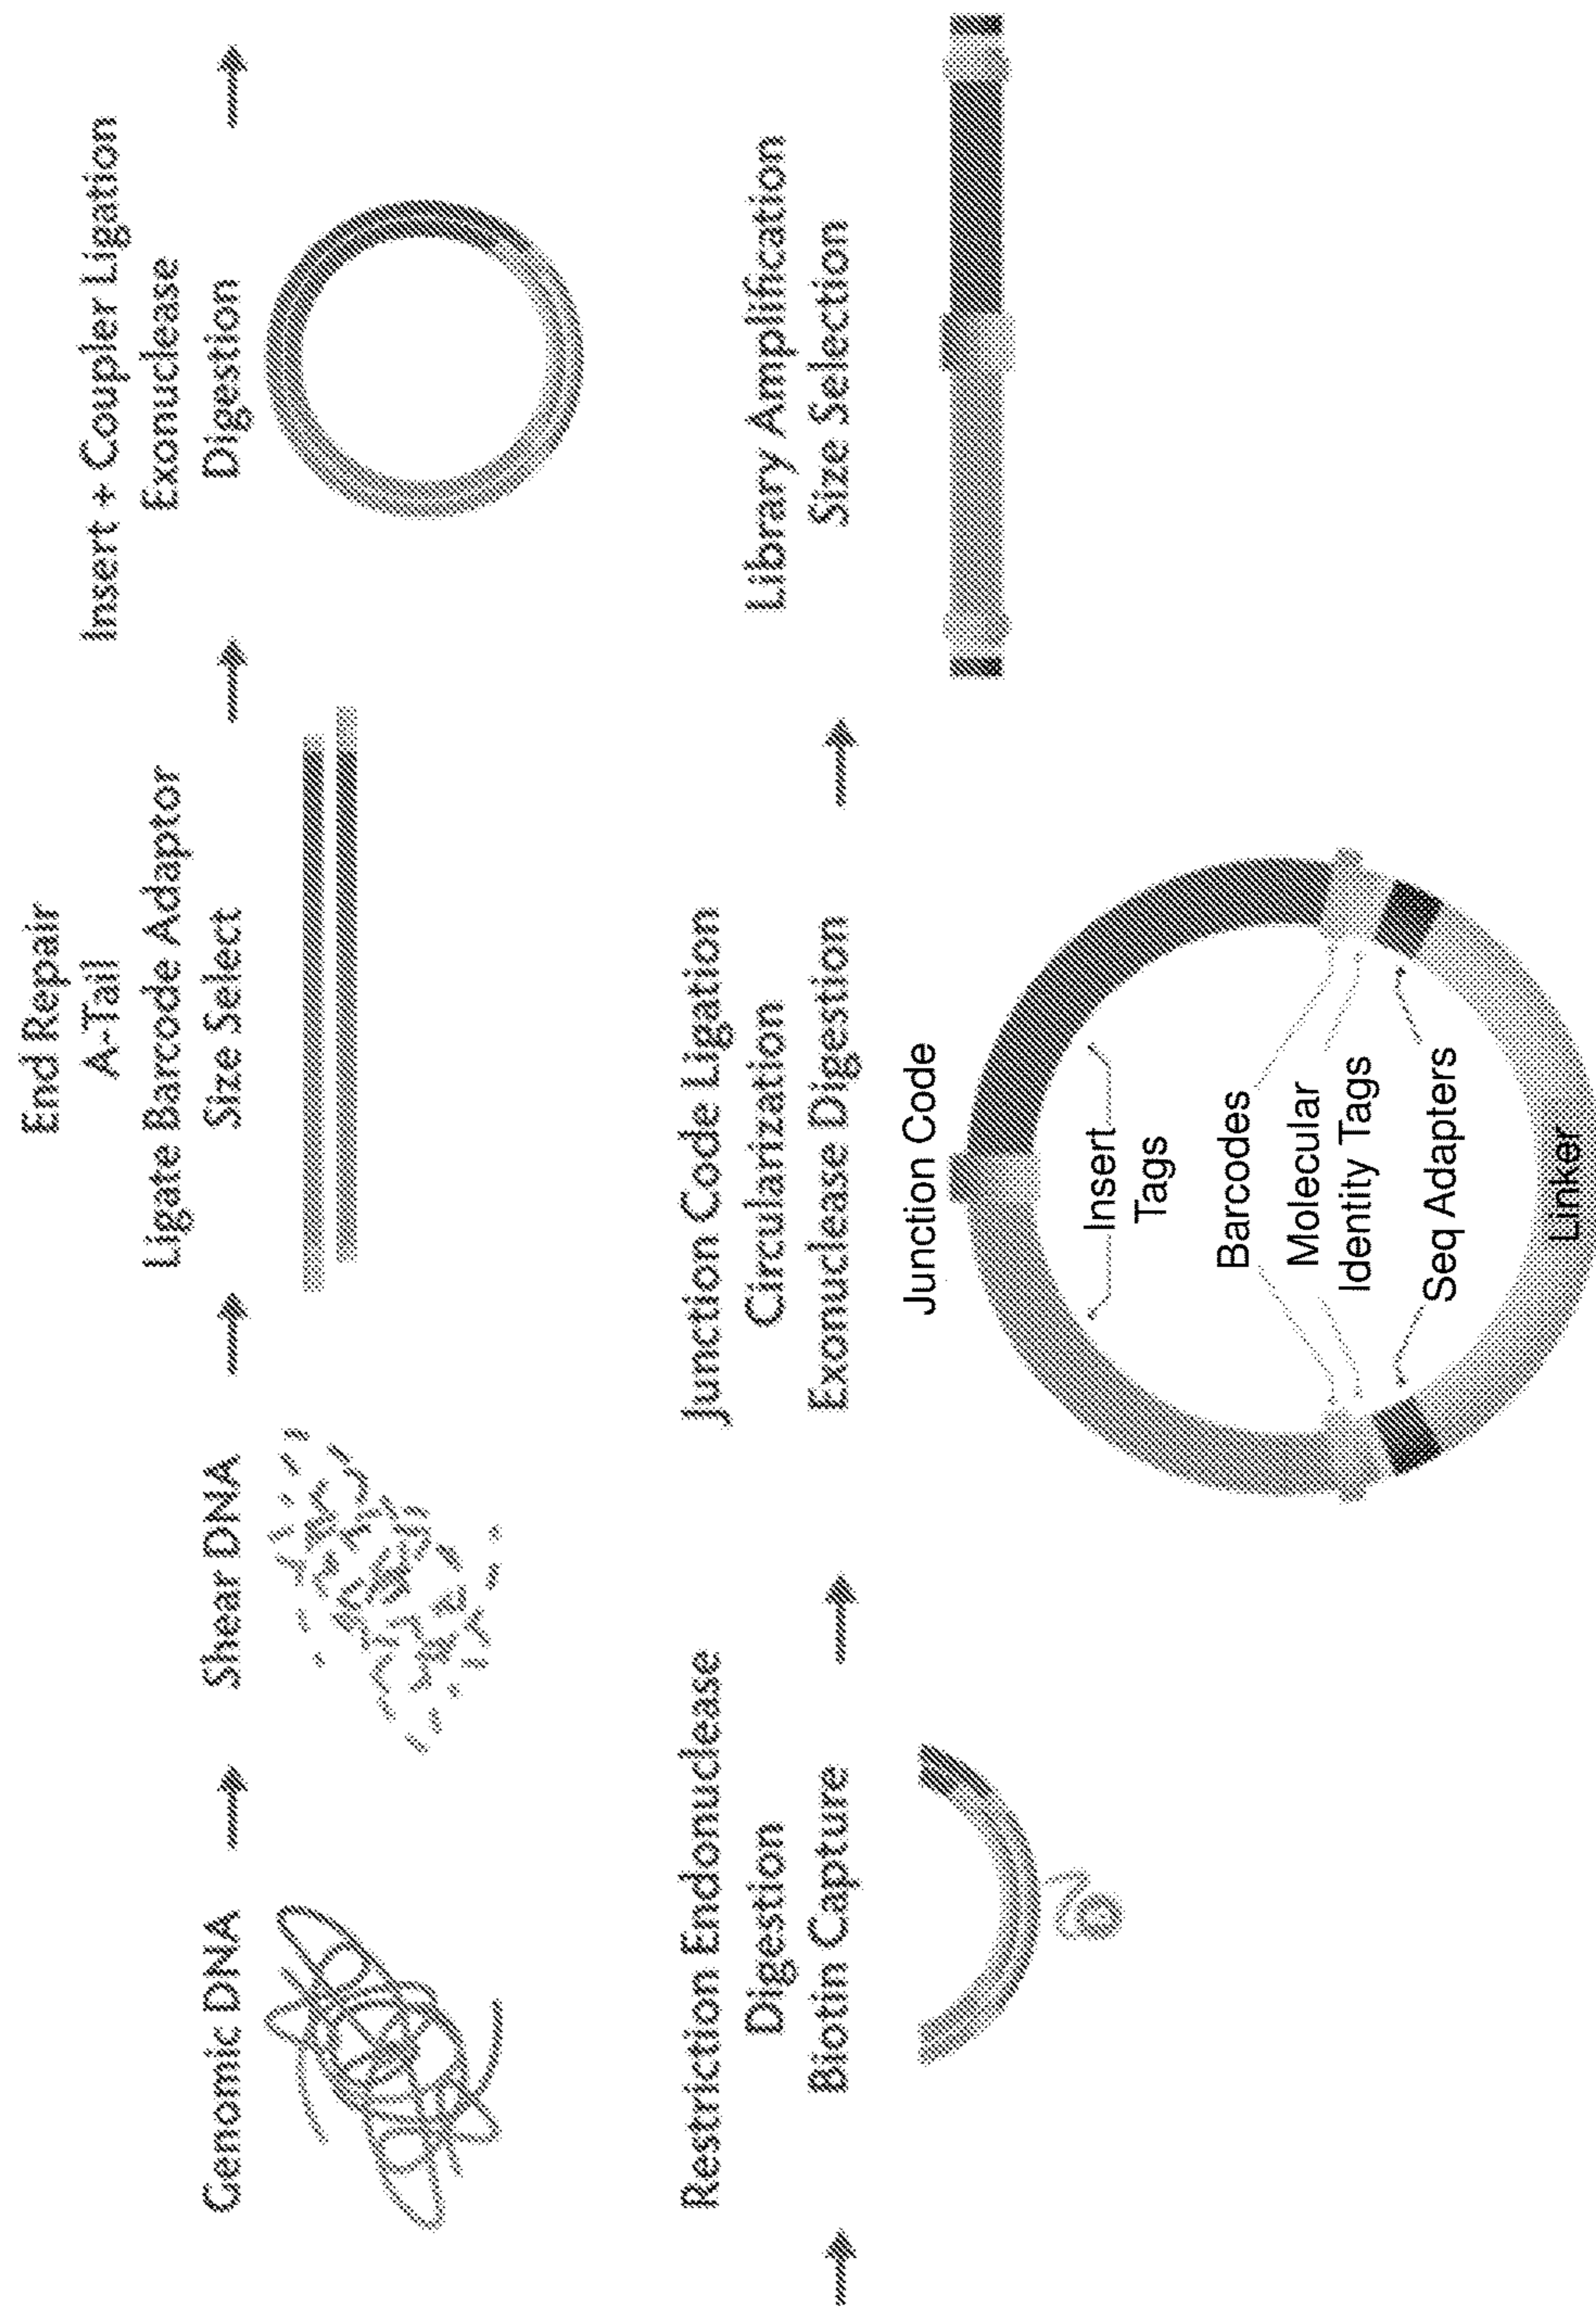 Genomic DNA
Shear DNA
End Repair
A-Tail
Ligate Barcode Adaptor
Size Select
Insert + Coupler Ligation
Exonuclease
Digestion
Restriction Endonuclease
Digestion
Biotin Capture
Junction Code Ligation
Circularization
Exonuclease Digestion
Junction Code
Insert
Tags
Barcodes
Molecular
Identity Tags
Seq Adapters
Linker
Library Amplification
Size Selection